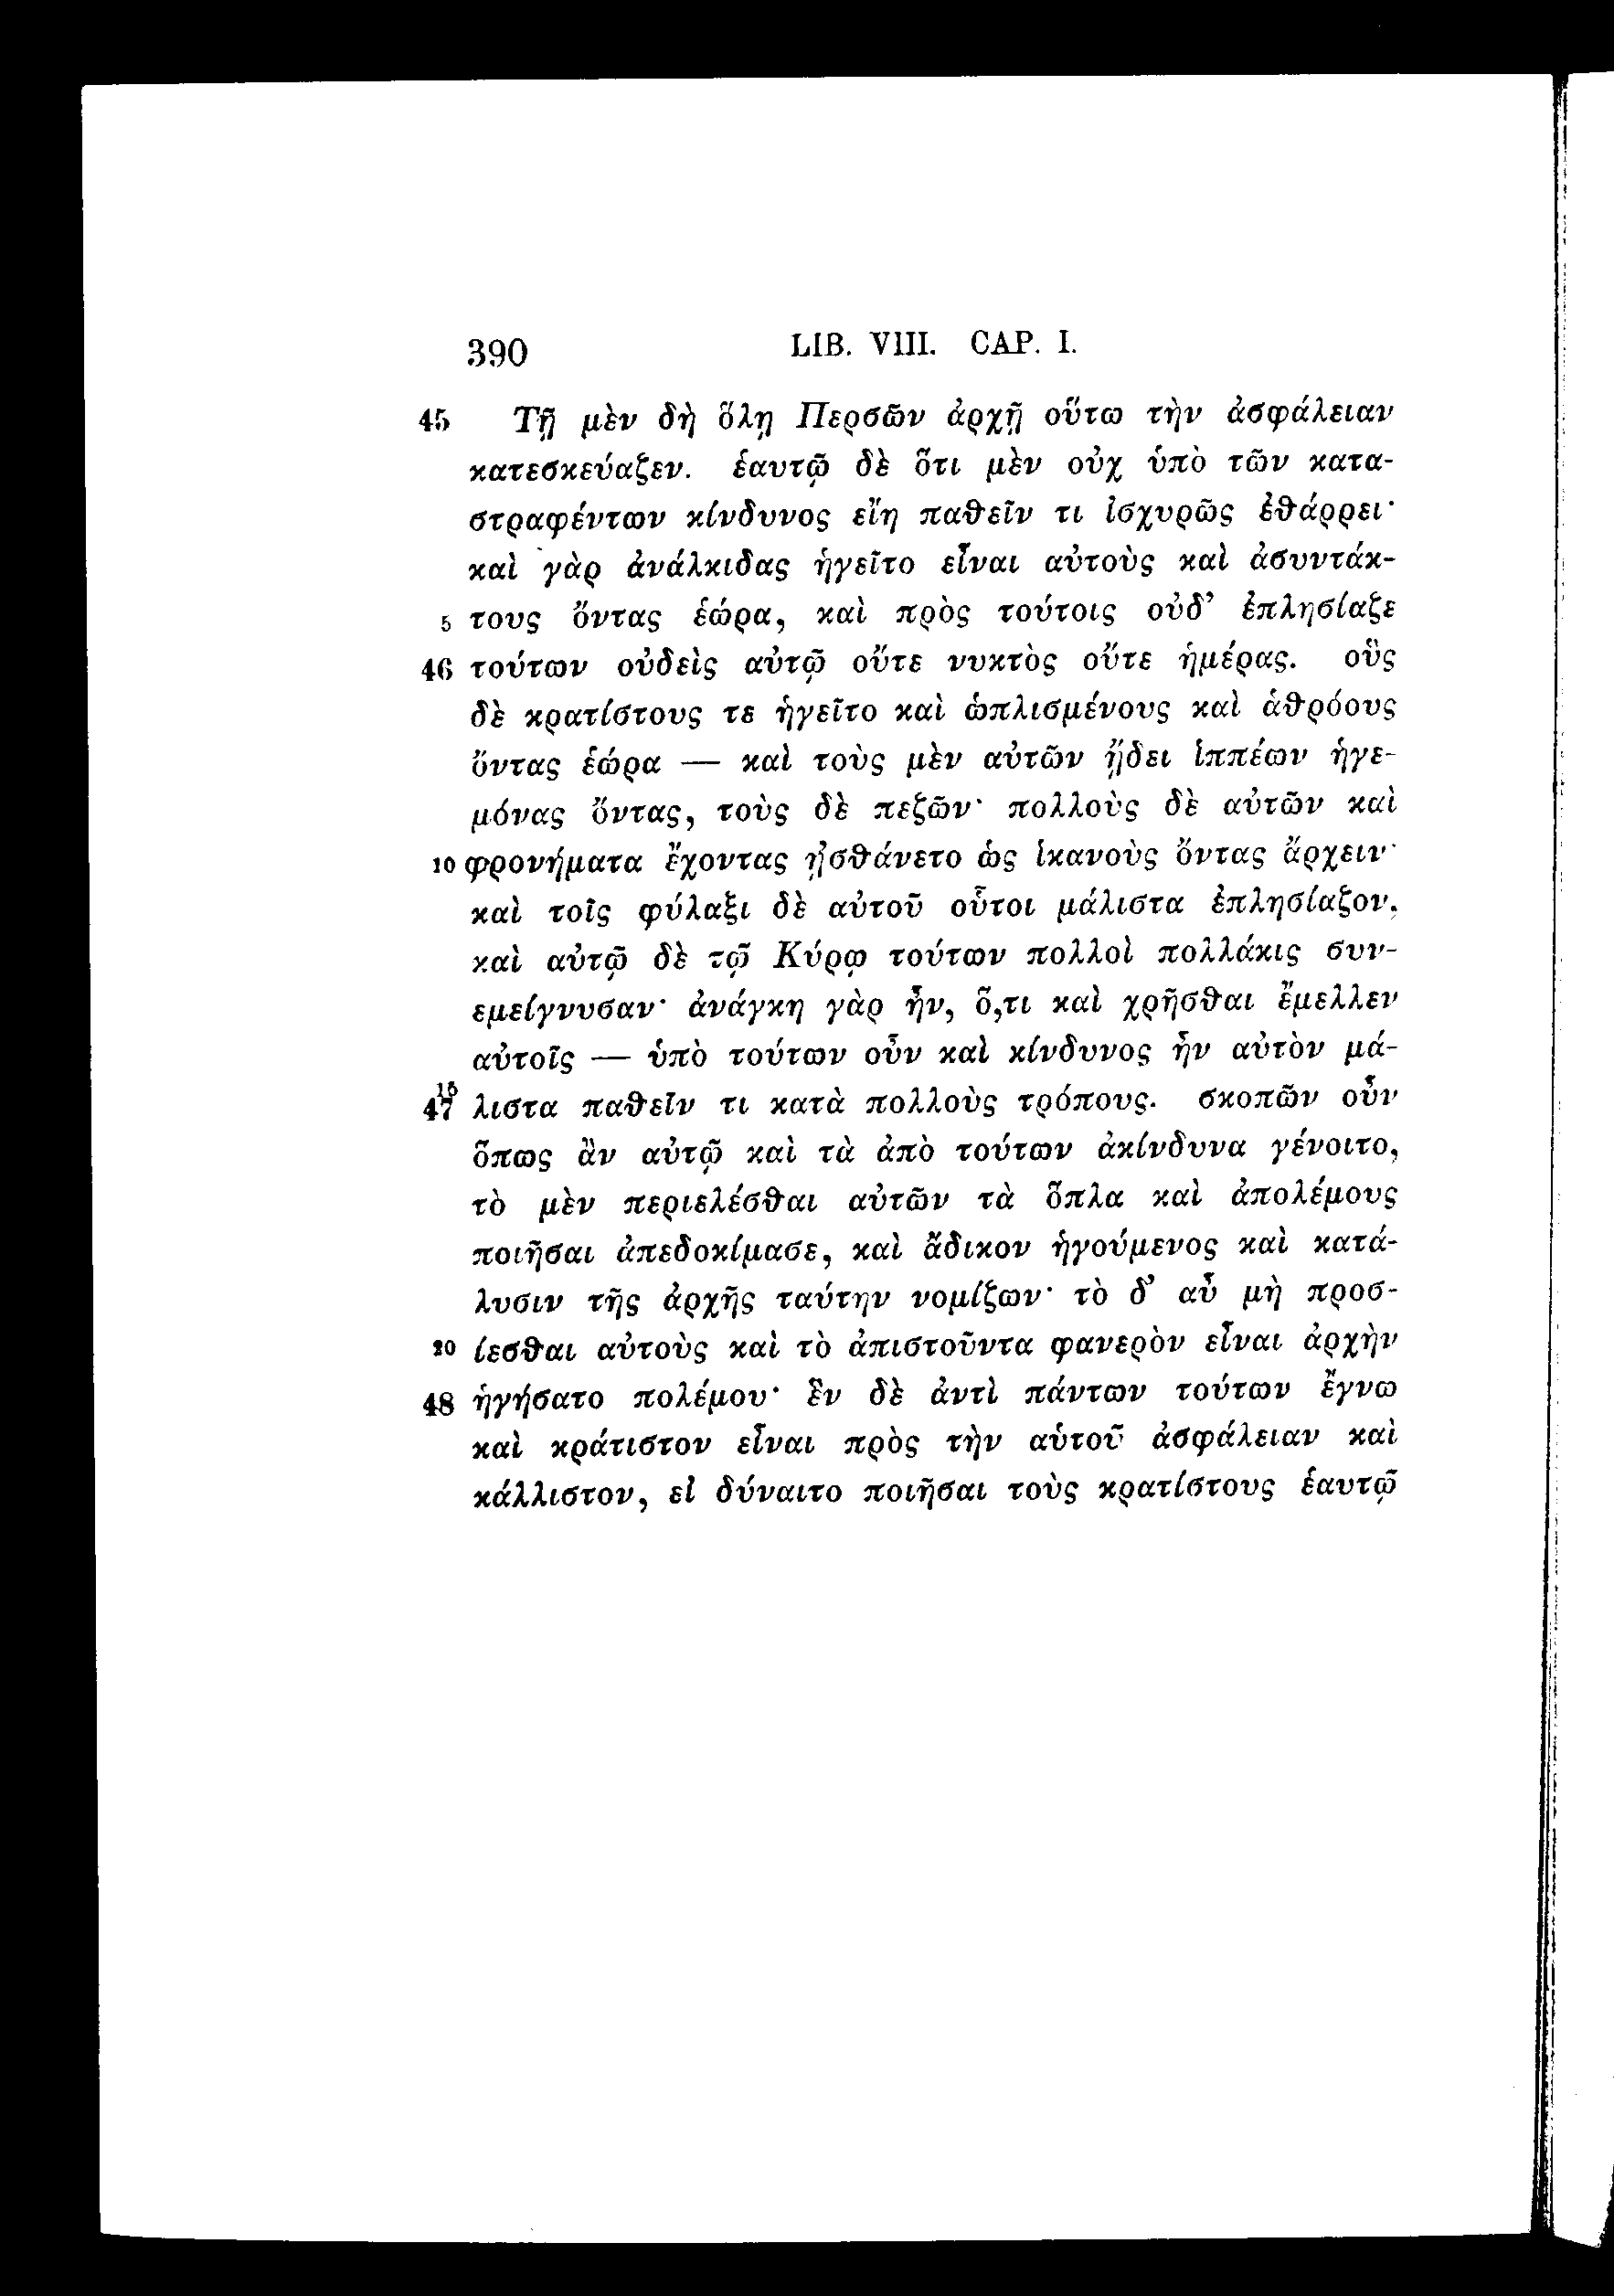 390 LIB. VIII. CAP. I.
45 Τῇ μὲν δὴ ὅλῃ Περσῶν ἀρχῇ οὕτω τὴν ἀσφάλειαν
κατεσκεύαζεν. ἑαυτῷ δὲ ὅτι μὲν οὐχ ὑπὸ τῶν κατα-
στραφέντων κίνδυνος εἴη παθεῖν τι ἰσχυρῶς ἐθάρρει·
καὶ γὰρ ἀνάλκιδας ἡγεῖτο εἶναι αὐτοὺς καὶ ἀσυντάκ-
5 τους ὄντας ἑώρα, καὶ πρὸς τούτοις οὐδ’ ἐπλησίαζε
46 τούτων οὐδεὶς αὐτῷ οὔτε νυκτὸς οὔτε ἡμέρας. οὓς
δὲ κρατίστους τε ἡγεῖτο καὶ ὡπλισμένους καὶ ἁθρόους
ὄντας ἑώρα — καὶ τοὺς μὲν αὐτῶν ᾔδει ἱππέων ἡγε-
μόνας ὄντας, τοὺς δὲ πεζῶν· πολλοὺς δὲ αὐτῶν καὶ
10 φρονήματα ἔχοντας ᾐσθάνετο ὡς ἱκανοὺς ὄντας ἄρχειν·
καὶ τοῖς φύλαξι δὲ αὐτοῦ οὗτοι μάλιστα ἐπλησίαζον,
καὶ αὐτῷ δὲ τῷ Κύρῳ τούτων πολλοὶ πολλάκις συν-
εμείγνυσαν· ἀνάγκη γὰρ ἦν, ὅ,τι καὶ χρῆσθαι ἔμελλεν
αὐτοῖς — ὑπὸ τούτων οὖν καὶ κίνδυνος ἦν αὐτὸν μά-
15 47 λιστα παθεῖν τι κατὰ πολλοὺς τρόπους. σκοπῶν οὖν
ὅπως ἂν αὐτῷ καὶ τὰ ἀπὸ τούτων ἀκίνδυνα γένοιτο,
τὸ μὲν περιελέσθαι αὐτῶν τὰ ὅπλα καὶ ἀπολέμους
ποιῆσαι ἀπεδοκίμασε, καὶ ἄδικον ἡγούμενος καὶ κατά-
λυσιν τῆς ἀρχῆς ταύτην νομίζων· τὸ δ’ αὖ μὴ προσ-
20 ίεσθαι αὐτοὺς καὶ τὸ ἀπιστοῦντα φανερὸν εἶναι ἀρχὴν
48 ἡγήσατο πολέμου· ἓν δὲ ἀντὶ πάντων τούτων ἔγνω
καὶ κράτιστον εἶναι πρὸς τὴν αὑτοῦ ἀσφάλειαν καὶ
κάλλιστον, εἰ δύναιτο ποιῆσαι τοὺς κρατίστους ἑαυτῷ